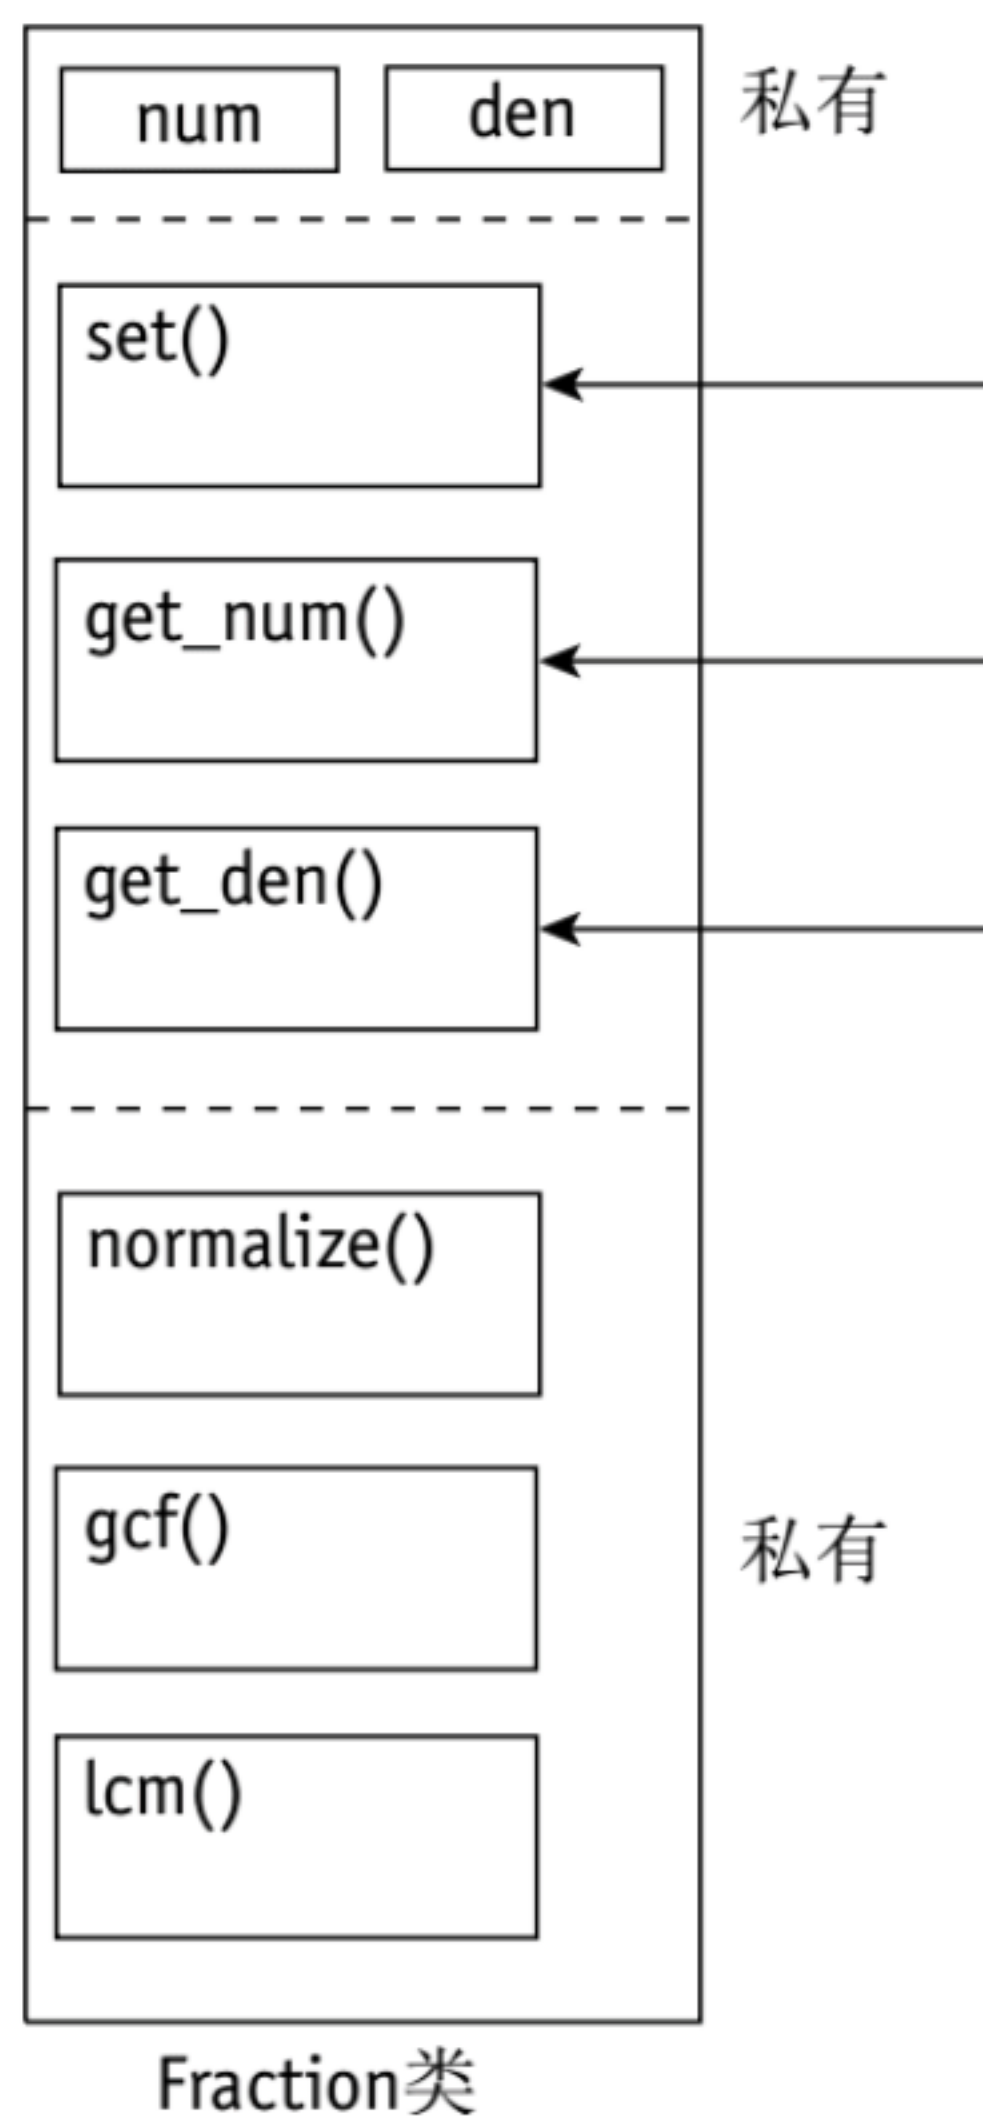 num den 私有
set()
get_num()
get_den()
normalize()
gcf() 私有
lcm()
Fraction类